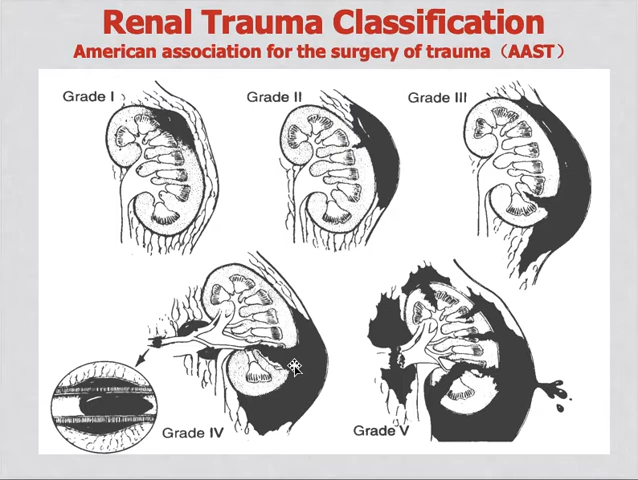 Renal Trauma Classification
American association for the surgery of trauma（AAST）
Grade I
Grade II
Grade III
Grade IV
Grade V